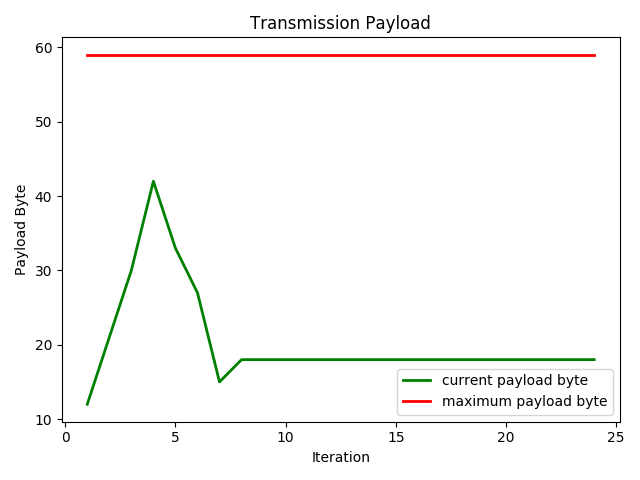 Transmission Payload
60
50
40
30
20
10
Payload Byte
0
5
10
15
20
25
Iteration
current payload byte
maximum payload byte